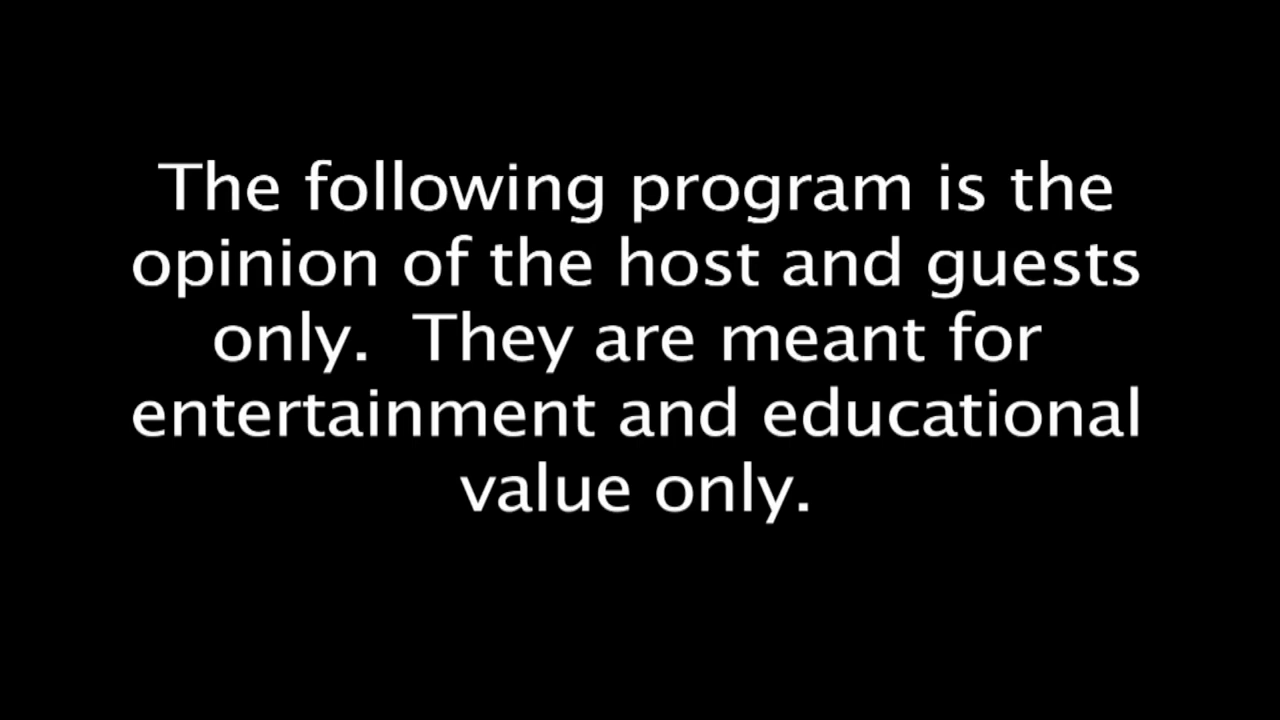 The following program is the
opinion of the host and guests
only.  They are meant for
entertainment and educational
value only.